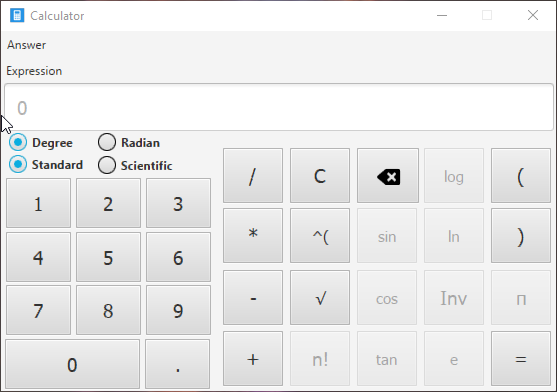 Calculator
Answer
Expression
0
Degree Radian
Standard Scientific
/ C log (
1 2 3
* ^( sin ln )
4 5 6
- √ cos Inv π
7 8 9
+ n! tan e =
0 .